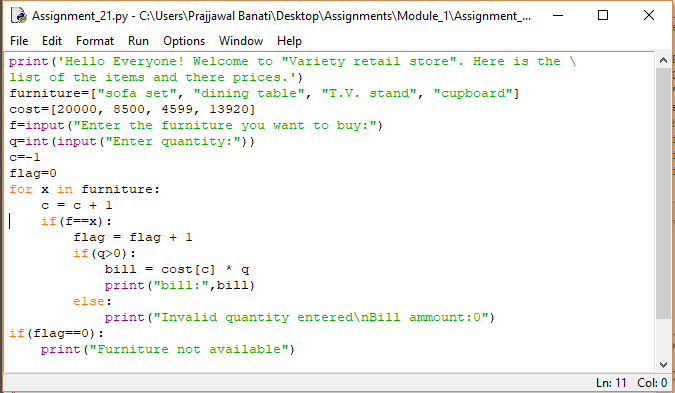 Assignment_21.py - C:\Users\Prajjawal Banati\Desktop\Assignments\Module_1\Assignment_...
File Edit Format Run Options Window Help
print('Hello Everyone! Welcome to "Variety retail store". Here is the \
list of the items and there prices.')
furniture=["sofa set", "dining table", "T.V. stand", "cupboard"]
cost=[20000, 8500, 4599, 13920]
f=input("Enter the furniture you want to buy:")
q=int(input("Enter quantity:"))
c=-1
flag=0
for x in furniture:
    c = c + 1
    if(f==x):
        flag = flag + 1
        if(q>0):
            bill = cost[c] * q
            print("bill:",bill)
        else:
            print("Invalid quantity entered\nBill ammount:0")
if(flag==0):
    print("Furniture not available")
Ln: 11 Col: 0